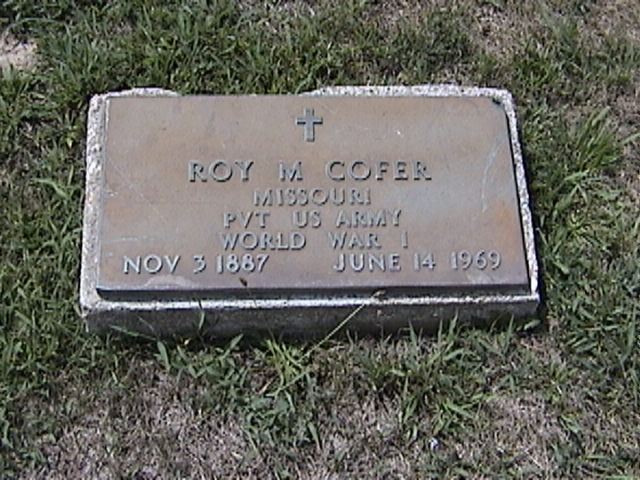 ROY M COFER
MISSOURI
PVT US ARMY
WORLD WAR I
NOV 3 1887 JUNE 14 1969